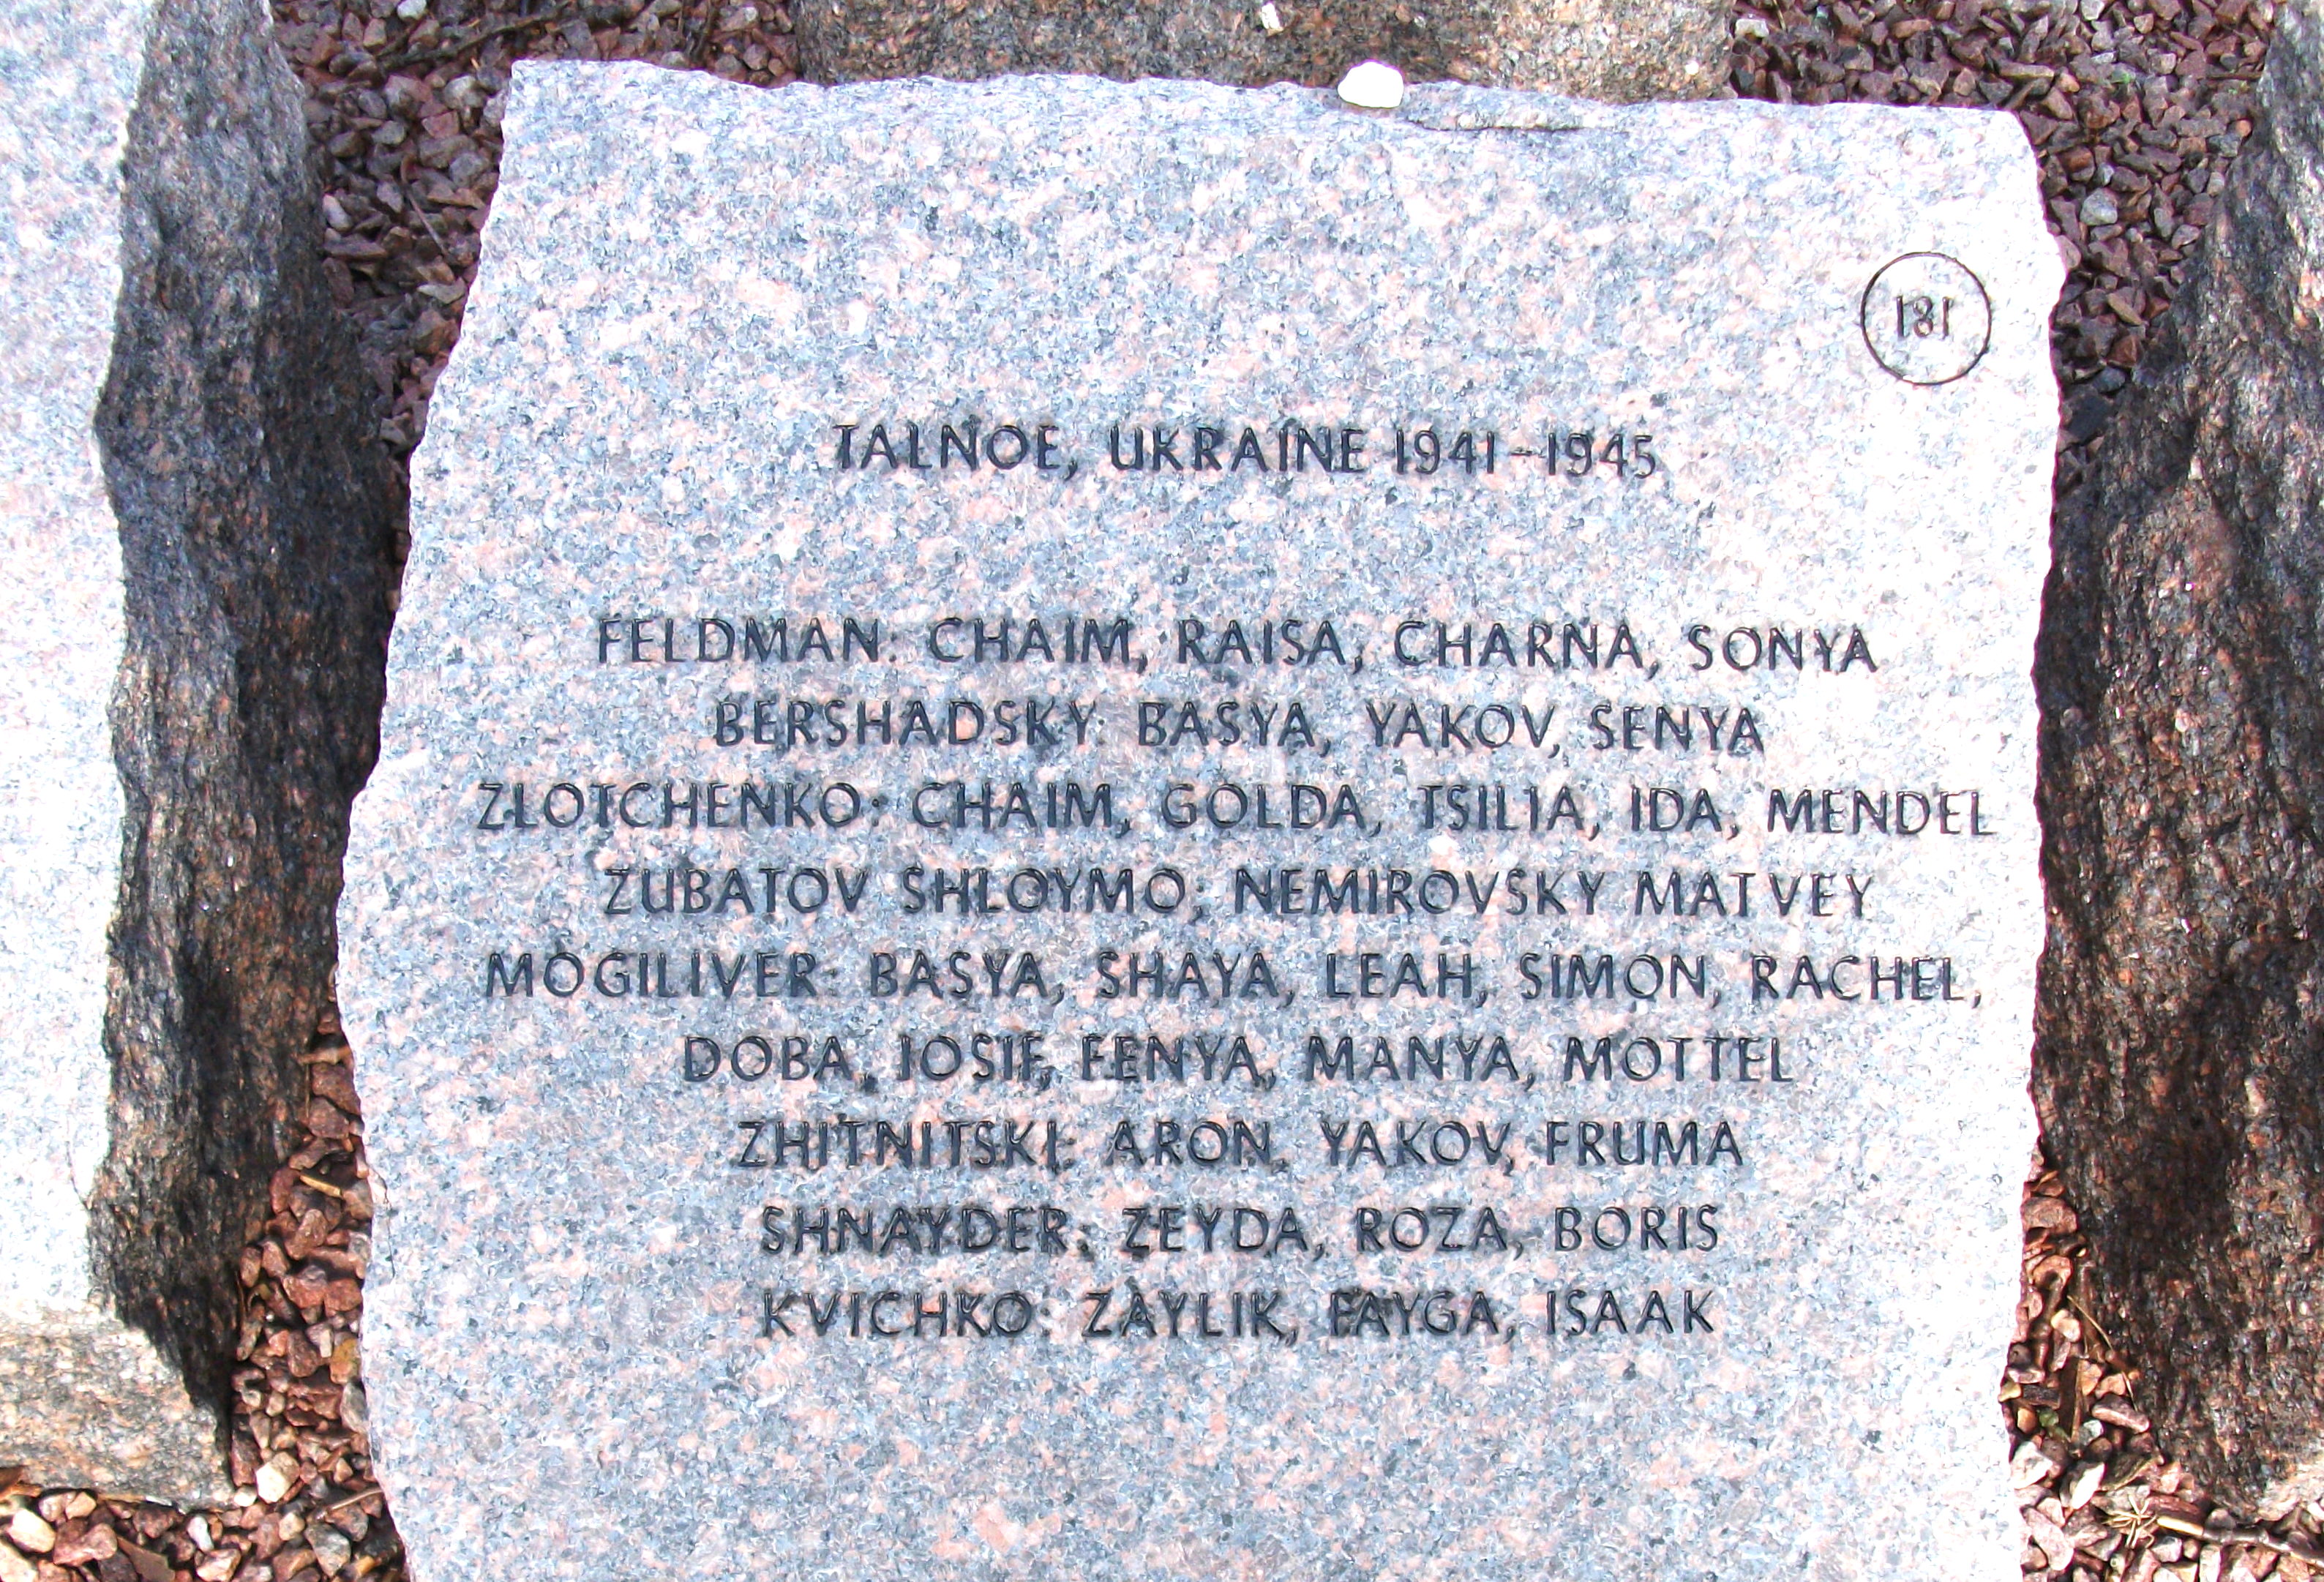 181
TALNOE, UKRAINE 1941-1945
FELDMAN: CHAIM, RAISA, CHARNA, SONYA
BERSHADSKY: BASYA, YAKOV, SENYA
ZLOTCHENKO: CHAIM, GOLDA, TSILIA, IDA, MENDEL
ZUBATOV SHLOYMO; NEMIROVSKY MATVEY
MOGILIVER: BASYA, SHAYA, LEAH, SIMON, RACHEL,
DOBA, IOSIF, FENYA, MANYA, MOTTEL
ZHITNITSKI: ARON, YAKOV, FRUMA
SHNAYDER: ZEYDA, ROZA, BORIS
KVICHKO: ZAYLIK, FAYGA, ISAAK